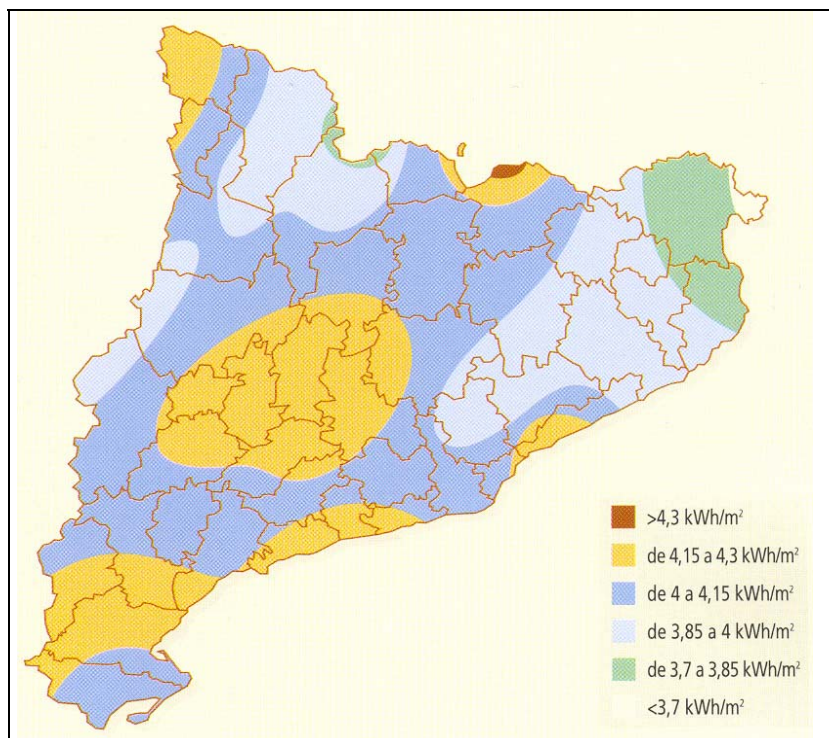 >4,3 kWh/m²
de 4,15 a 4,3 kWh/m²
de 4 a 4,15 kWh/m²
de 3,85 a 4 kWh/m²
de 3,7 a 3,85 kWh/m²
<3,7 kWh/m²